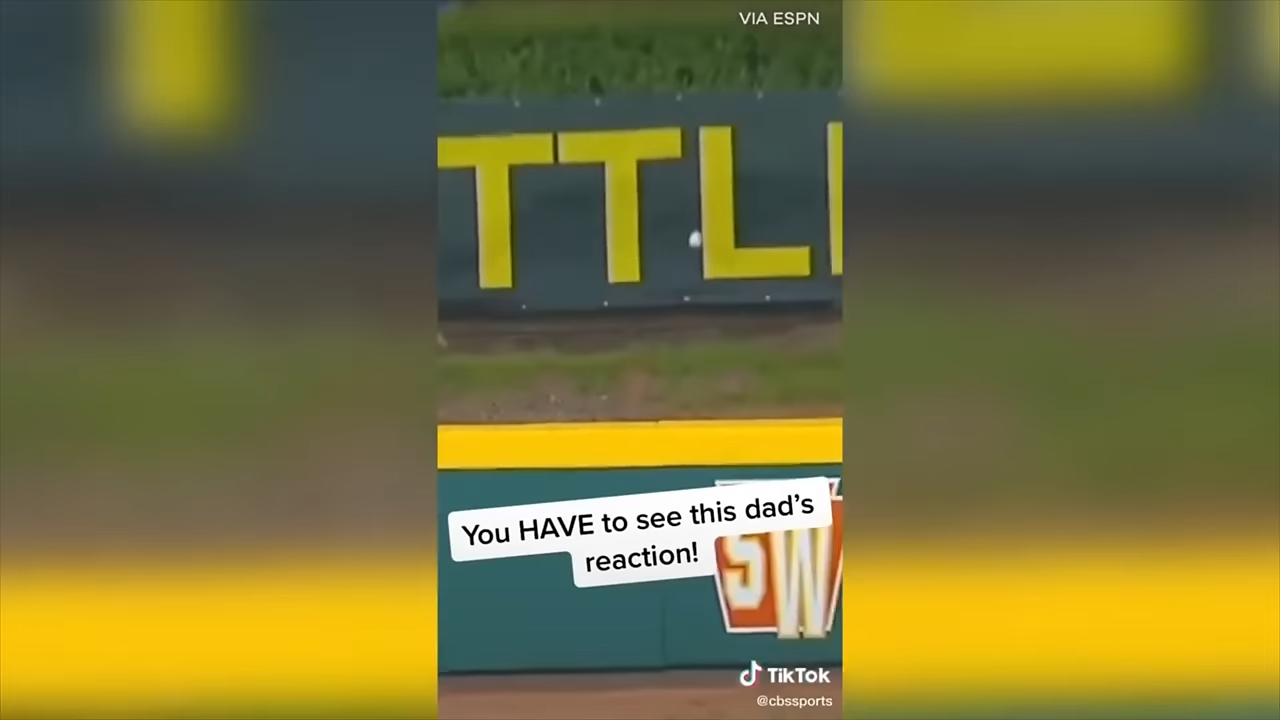 VIA ESPN
TTL
You HAVE to see this dad's
reaction!
SW
TikTok
@cbssports